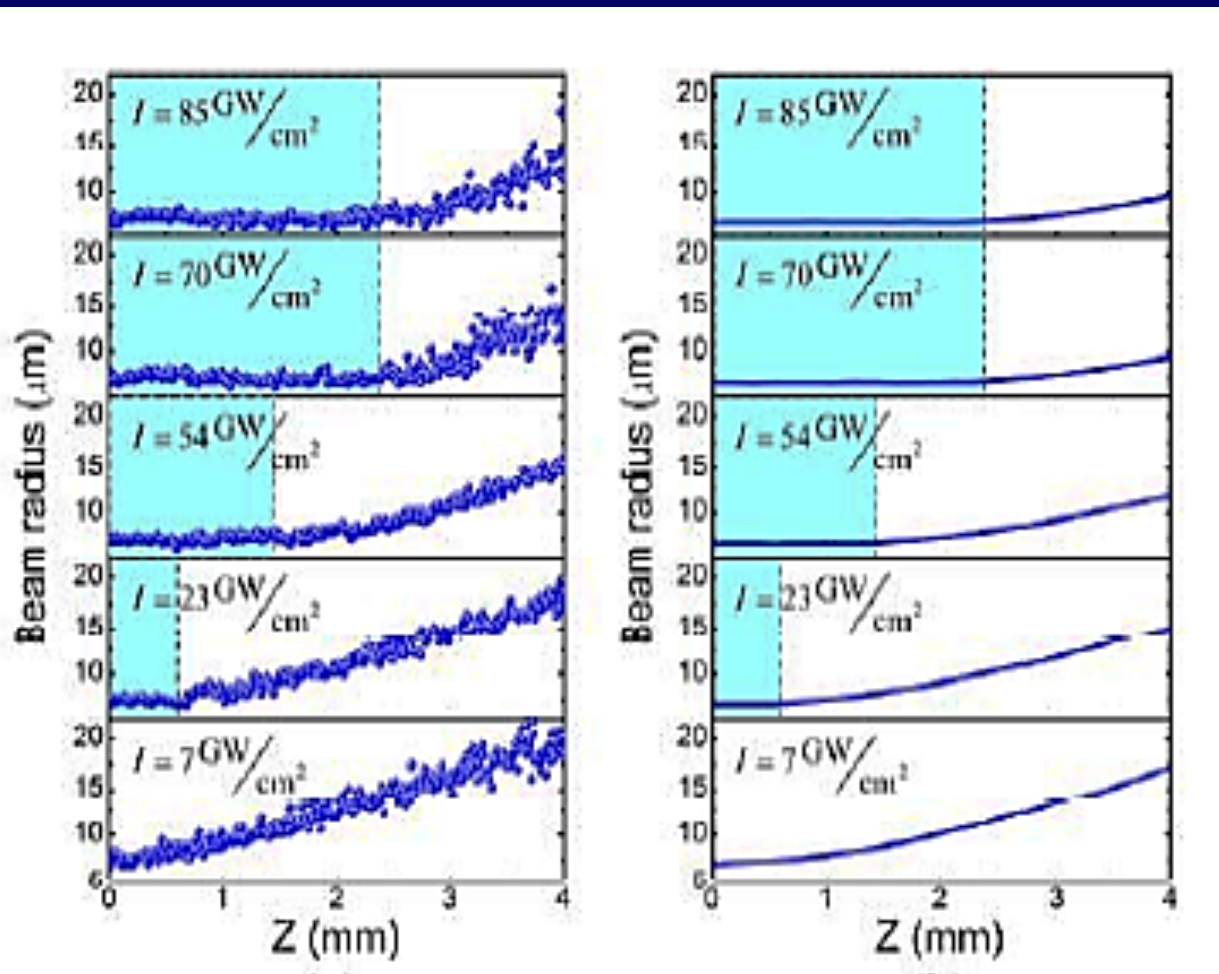 20
15
10
I = 85 GW/cm²
20
15
10
I = 70 GW/cm²
20
15
10
I = 54 GW/cm²
20
15
10
I = 23 GW/cm²
20
15
10
6
I = 7 GW/cm²
0 1 2 3 4
Beam radius (μm)
Z (mm)
20
15
10
I = 85 GW/cm²
20
15
10
I = 70 GW/cm²
20
15
10
I = 54 GW/cm²
20
15
10
I = 23 GW/cm²
20
15
10
6
I = 7 GW/cm²
0 1 2 3 4
Beam radius (μm)
Z (mm)